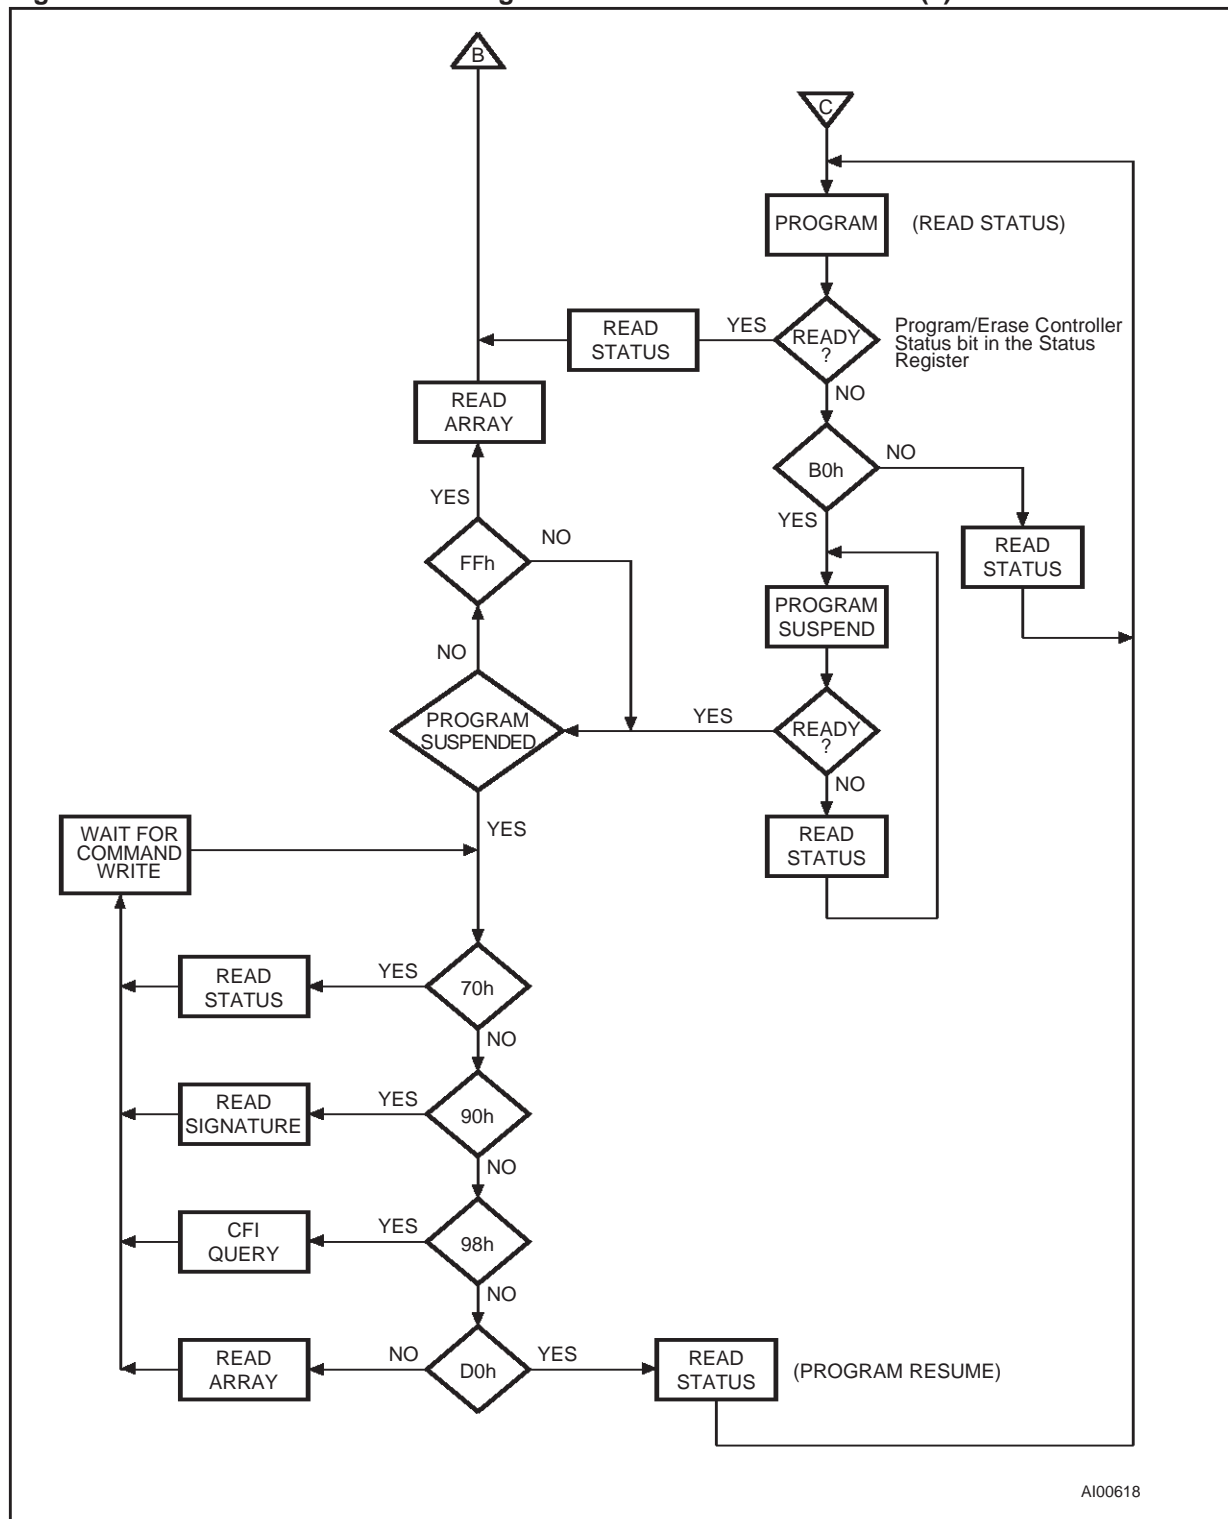 B
C
PROGRAM
(READ STATUS)
READ
STATUS
YES
READY
?
Program/Erase Controller
Status bit in the Status
Register
NO
READ
ARRAY
B0h
NO
YES
YES
FFh
NO
READ
STATUS
PROGRAM
SUSPEND
NO
PROGRAM
SUSPENDED
YES
READY
?
NO
YES
WAIT FOR
COMMAND
WRITE
READ
STATUS
READ
STATUS
YES
70h
NO
READ
SIGNATURE
YES
90h
NO
CFI
QUERY
YES
98h
NO
READ
ARRAY
NO
D0h
YES
READ
STATUS
(PROGRAM RESUME)
AI00618